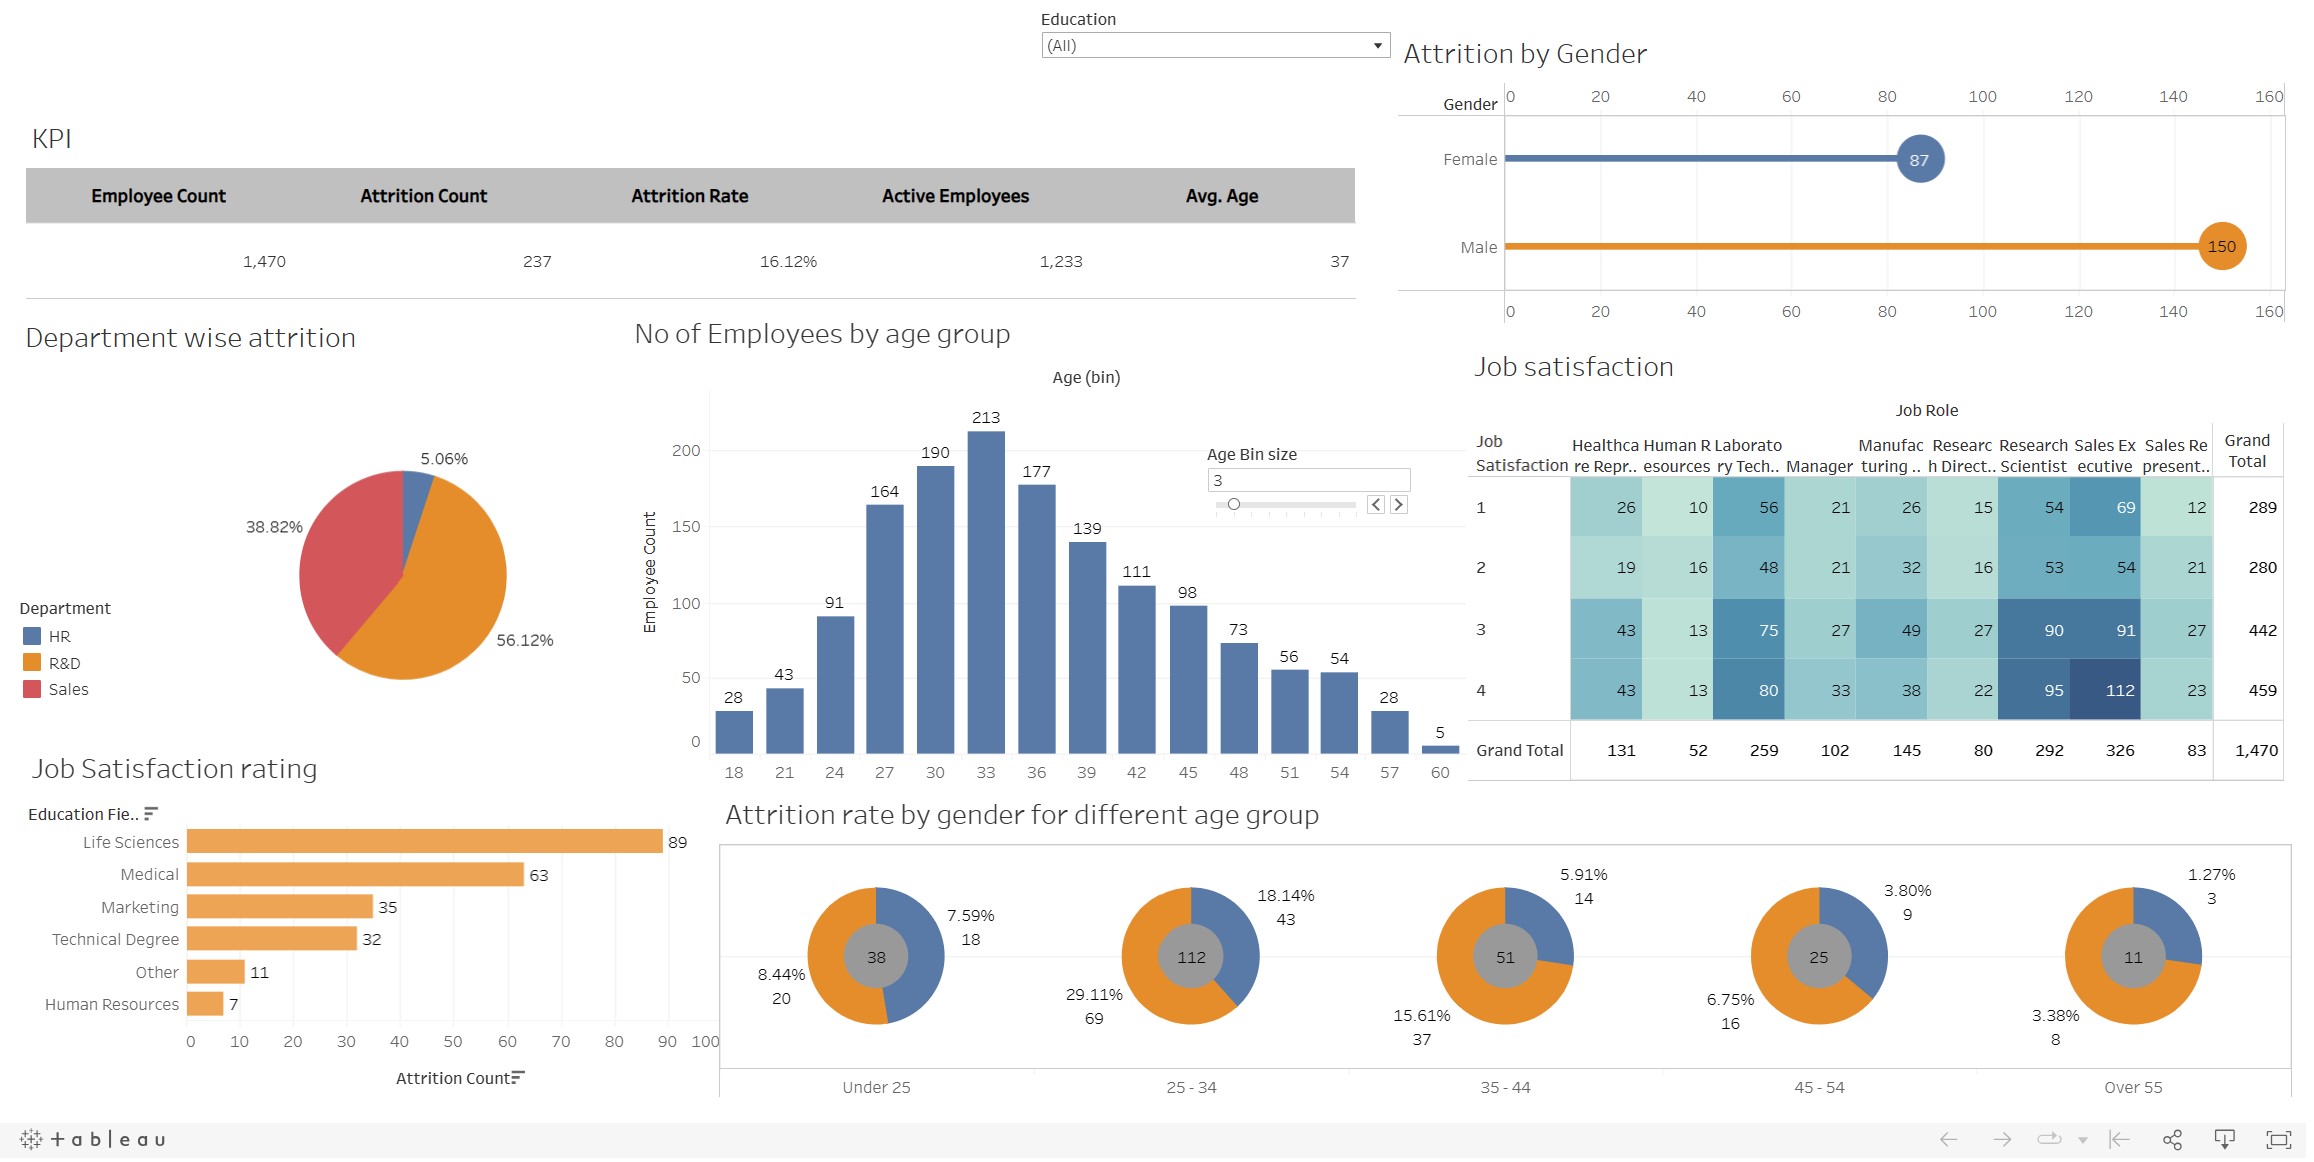 Education
(All)
KPI
Employee Count Attrition Count Attrition Rate Active Employees Avg. Age
1,470 237 16.12% 1,233 37
Attrition by Gender
Gender 0 20 40 60 80 100 120 140 160
Female 87
Male 150
0 20 40 60 80 100 120 140 160
Department wise attrition
5.06%
38.82%
56.12%
Department
HR
R&D
Sales
No of Employees by age group
Age (bin)
Age Bin size
3
Employee Count
200
150
100
50
0
28 43 91 164 190 213 177 139 111 98 73 56 54 28 5
18 21 24 27 30 33 36 39 42 45 48 51 54 57 60
Job satisfaction
Job Role
Job Satisfaction Healthca re Repr.. Human R esources Laborato ry Tech.. Manager Manufac turing .. Researc h Direct.. Research Scientist Sales Ex ecutive Sales Re present.. Grand Total
1 26 10 56 21 26 15 54 69 12 289
2 19 16 48 21 32 16 53 54 21 280
3 43 13 75 27 49 27 90 91 27 442
4 43 13 80 33 38 22 95 112 23 459
Grand Total 131 52 259 102 145 80 292 326 83 1,470
Job Satisfaction rating
Education Fie..
Life Sciences 89
Medical 63
Marketing 35
Technical Degree 32
Other 11
Human Resources 7
0 10 20 30 40 50 60 70 80 90 100
Attrition Count
Attrition rate by gender for different age group
7.59%
18
38
8.44%
20
18.14%
43
112
29.11%
69
5.91%
14
51
15.61%
37
3.80%
9
25
6.75%
16
1.27%
3
11
3.38%
8
Under 25 25 - 34 35 - 44 45 - 54 Over 55
+ableau